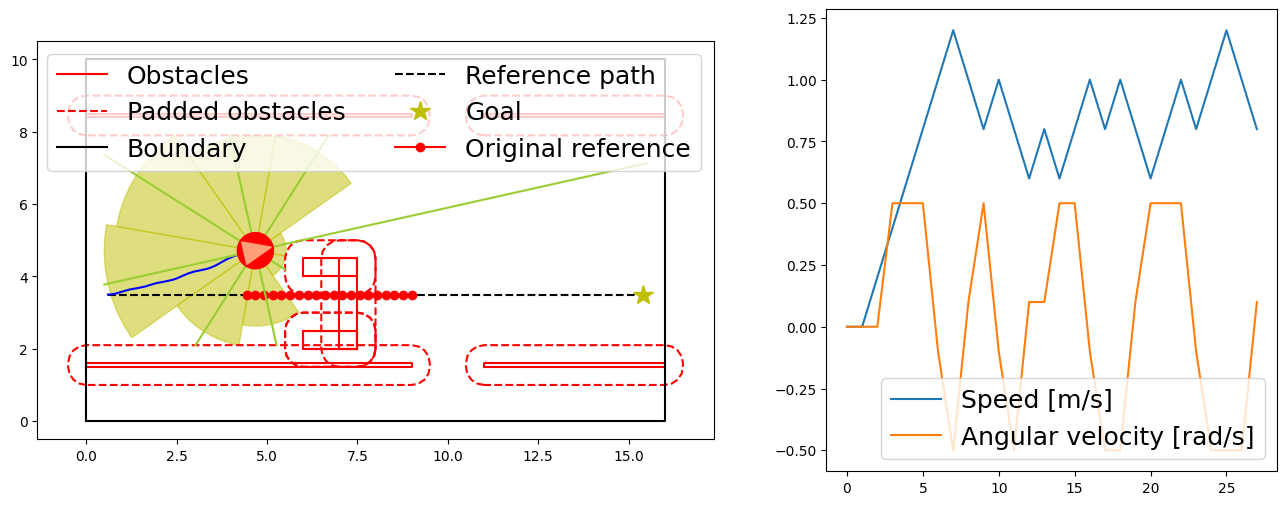 Obstacles
Padded obstacles
Boundary
Reference path
Goal
Original reference
10
8
6
4
2
0
0.0 2.5 5.0 7.5 10.0 12.5 15.0
1.25
1.00
0.75
0.50
0.25
0.00
−0.25
−0.50
Speed [m/s]
Angular velocity [rad/s]
0 5 10 15 20 25